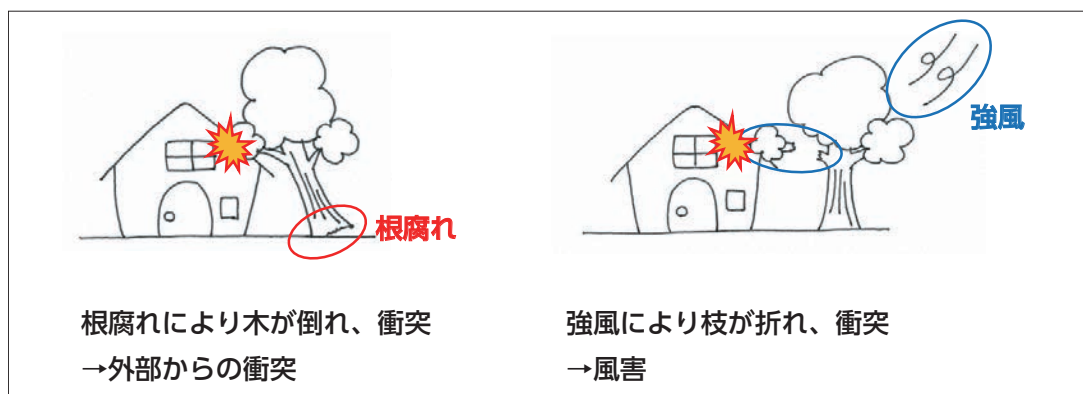 強風
根腐れ
根腐れにより木が倒れ、衝突
→外部からの衝突
強風により枝が折れ、衝突
→風害